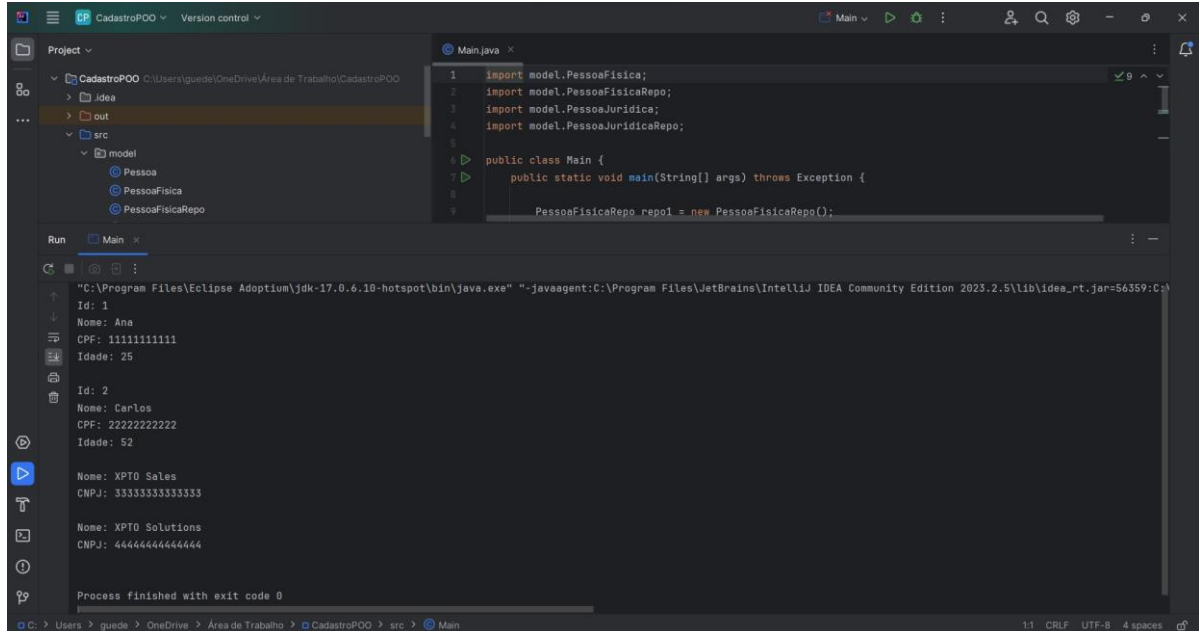 CP CadastroPOO Version control Main
Project
Main.java
CadastroPOO C:\Users\guede\OneDrive\Área de Trabalho\CadastroPOO
.idea
out
src
model
Pessoa
PessoaFisica
PessoaFisicaRepo
1 import model.PessoaFisica;
2 import model.PessoaFisicaRepo;
3 import model.PessoaJuridica;
4 import model.PessoaJuridicaRepo;
5
6 public class Main {
7 public static void main(String[] args) throws Exception {
8
9 PessoaFisicaRepo repo1 = new PessoaFisicaRepo();
9
Run Main
"C:\Program Files\Eclipse Adoptium\jdk-17.0.6.10-hotspot\bin\java.exe" "-javaagent:C:\Program Files\JetBrains\IntelliJ IDEA Community Edition 2023.2.5\lib\idea_rt.jar=56359:C:\
Id: 1
Nome: Ana
CPF: 11111111111
Idade: 25
Id: 2
Nome: Carlos
CPF: 22222222222
Idade: 52
Nome: XPTO Sales
CNPJ: 33333333333333
Nome: XPTO Solutions
CNPJ: 44444444444444
Process finished with exit code 0
C: > Users > guede > OneDrive > Área de Trabalho > CadastroPOO > src > Main 1:1 CRLF UTF-8 4 spaces